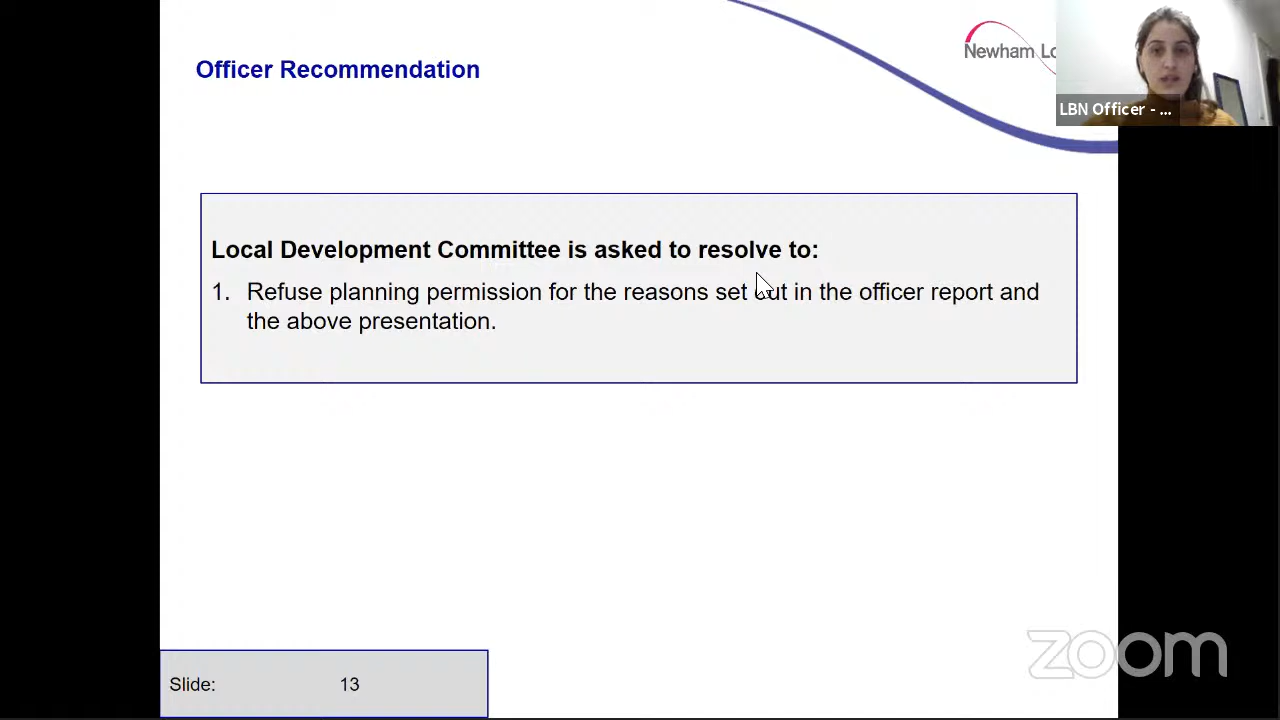 Officer Recommendation
Newham
LBN Officer - ...
Local Development Committee is asked to resolve to:
1. Refuse planning permission for the reasons set out in the officer report and
the above presentation.
zoom
Slide: 13